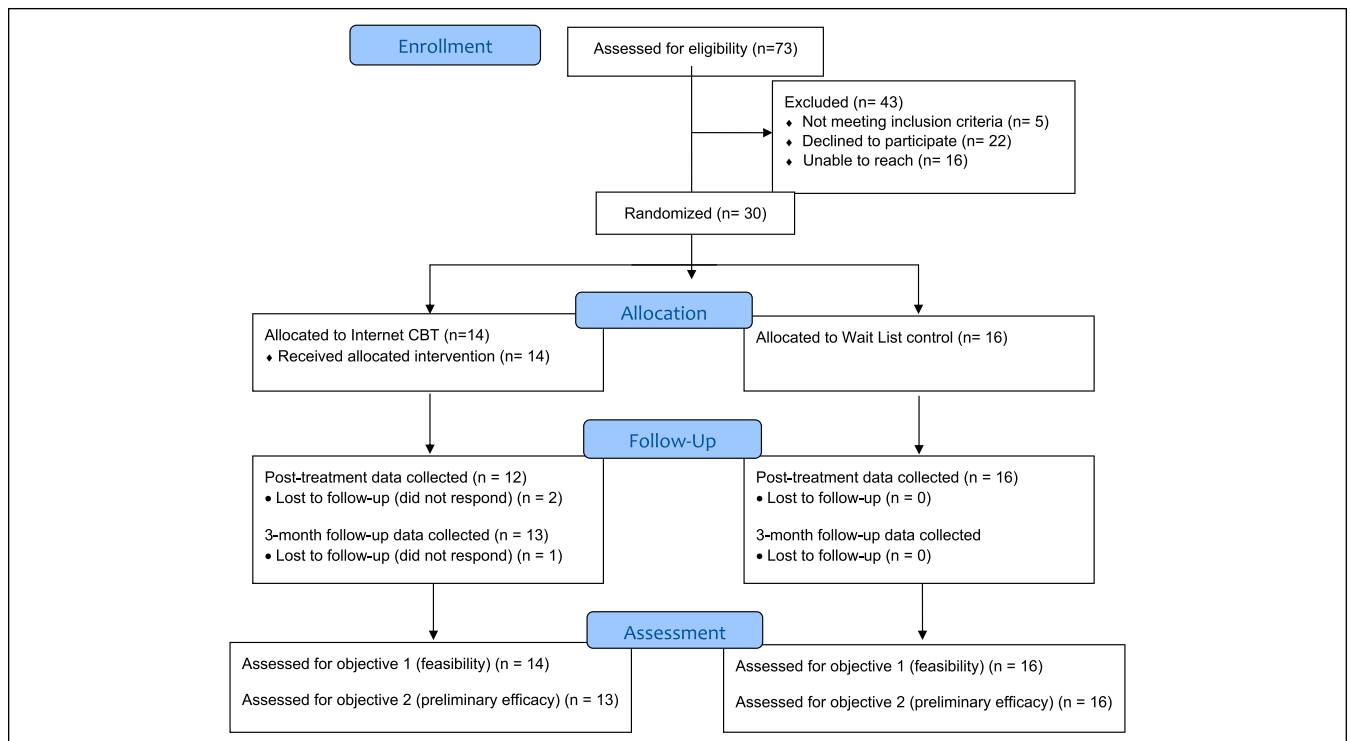 Enrollment
Assessed for eligibility (n=73)
Excluded (n= 43)
♦ Not meeting inclusion criteria (n= 5)
♦ Declined to participate (n= 22)
♦ Unable to reach (n= 16)
Randomized (n= 30)
Allocation
Allocated to Internet CBT (n=14)
♦ Received allocated intervention (n= 14)
Allocated to Wait List control (n= 16)
Follow-Up
Post-treatment data collected (n = 12)
• Lost to follow-up (did not respond) (n = 2)
3-month follow-up data collected (n = 13)
• Lost to follow-up (did not respond) (n = 1)
Post-treatment data collected (n = 16)
• Lost to follow-up (n = 0)
3-month follow-up data collected
• Lost to follow-up (n = 0)
Assessment
Assessed for objective 1 (feasibility) (n = 14)
Assessed for objective 2 (preliminary efficacy) (n = 13)
Assessed for objective 1 (feasibility) (n = 16)
Assessed for objective 2 (preliminary efficacy) (n = 16)